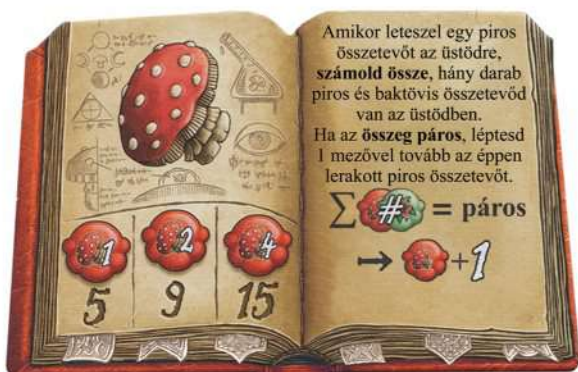 1 2 4
5 9 15
Amikor leteszel egy piros
összetevőt az üstödre,
számold össze, hány darab
piros és baktövis összetevőd
van az üstödben.
Ha az összeg páros, léptesd
1 mezővel tovább az éppen
lerakott piros összetevőt.
∑ # = páros
→ +1